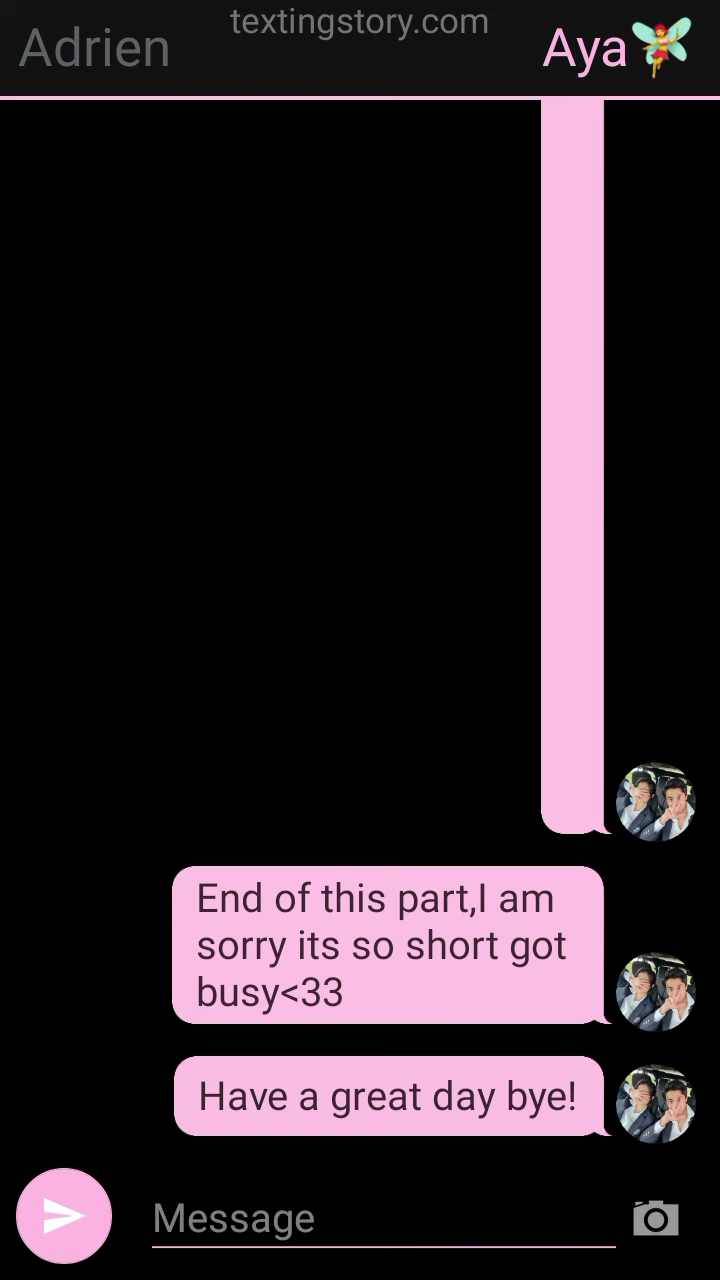 textingstory.com
Adrien
Aya🧚
End of this part,I am
sorry its so short got
busy<33
Have a great day bye!
Message